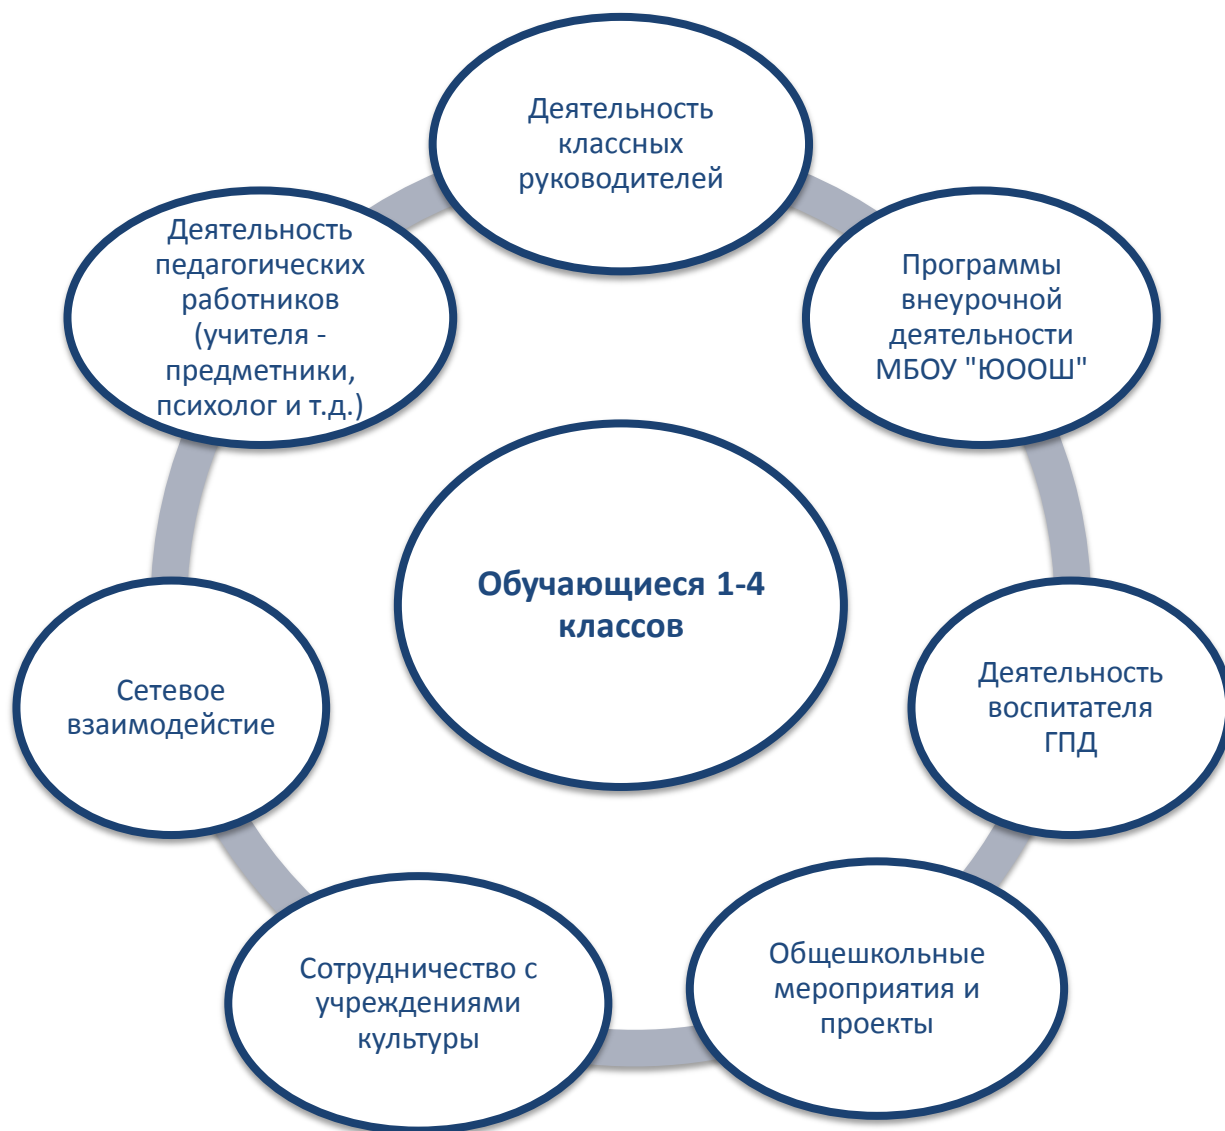 Деятельность
классных
руководителей
Деятельность
педагогических
работников
(учителя -
предметники,
психолог и т.д.)
Программы
внеурочной
деятельности
МБОУ "ЮООШ"
Обучающиеся 1-4
классов
Сетевое
взаимодейстие
Деятельность
воспитателя
ГПД
Сотрудничество с
учреждениями
культуры
Общешкольные
мероприятия и
проекты